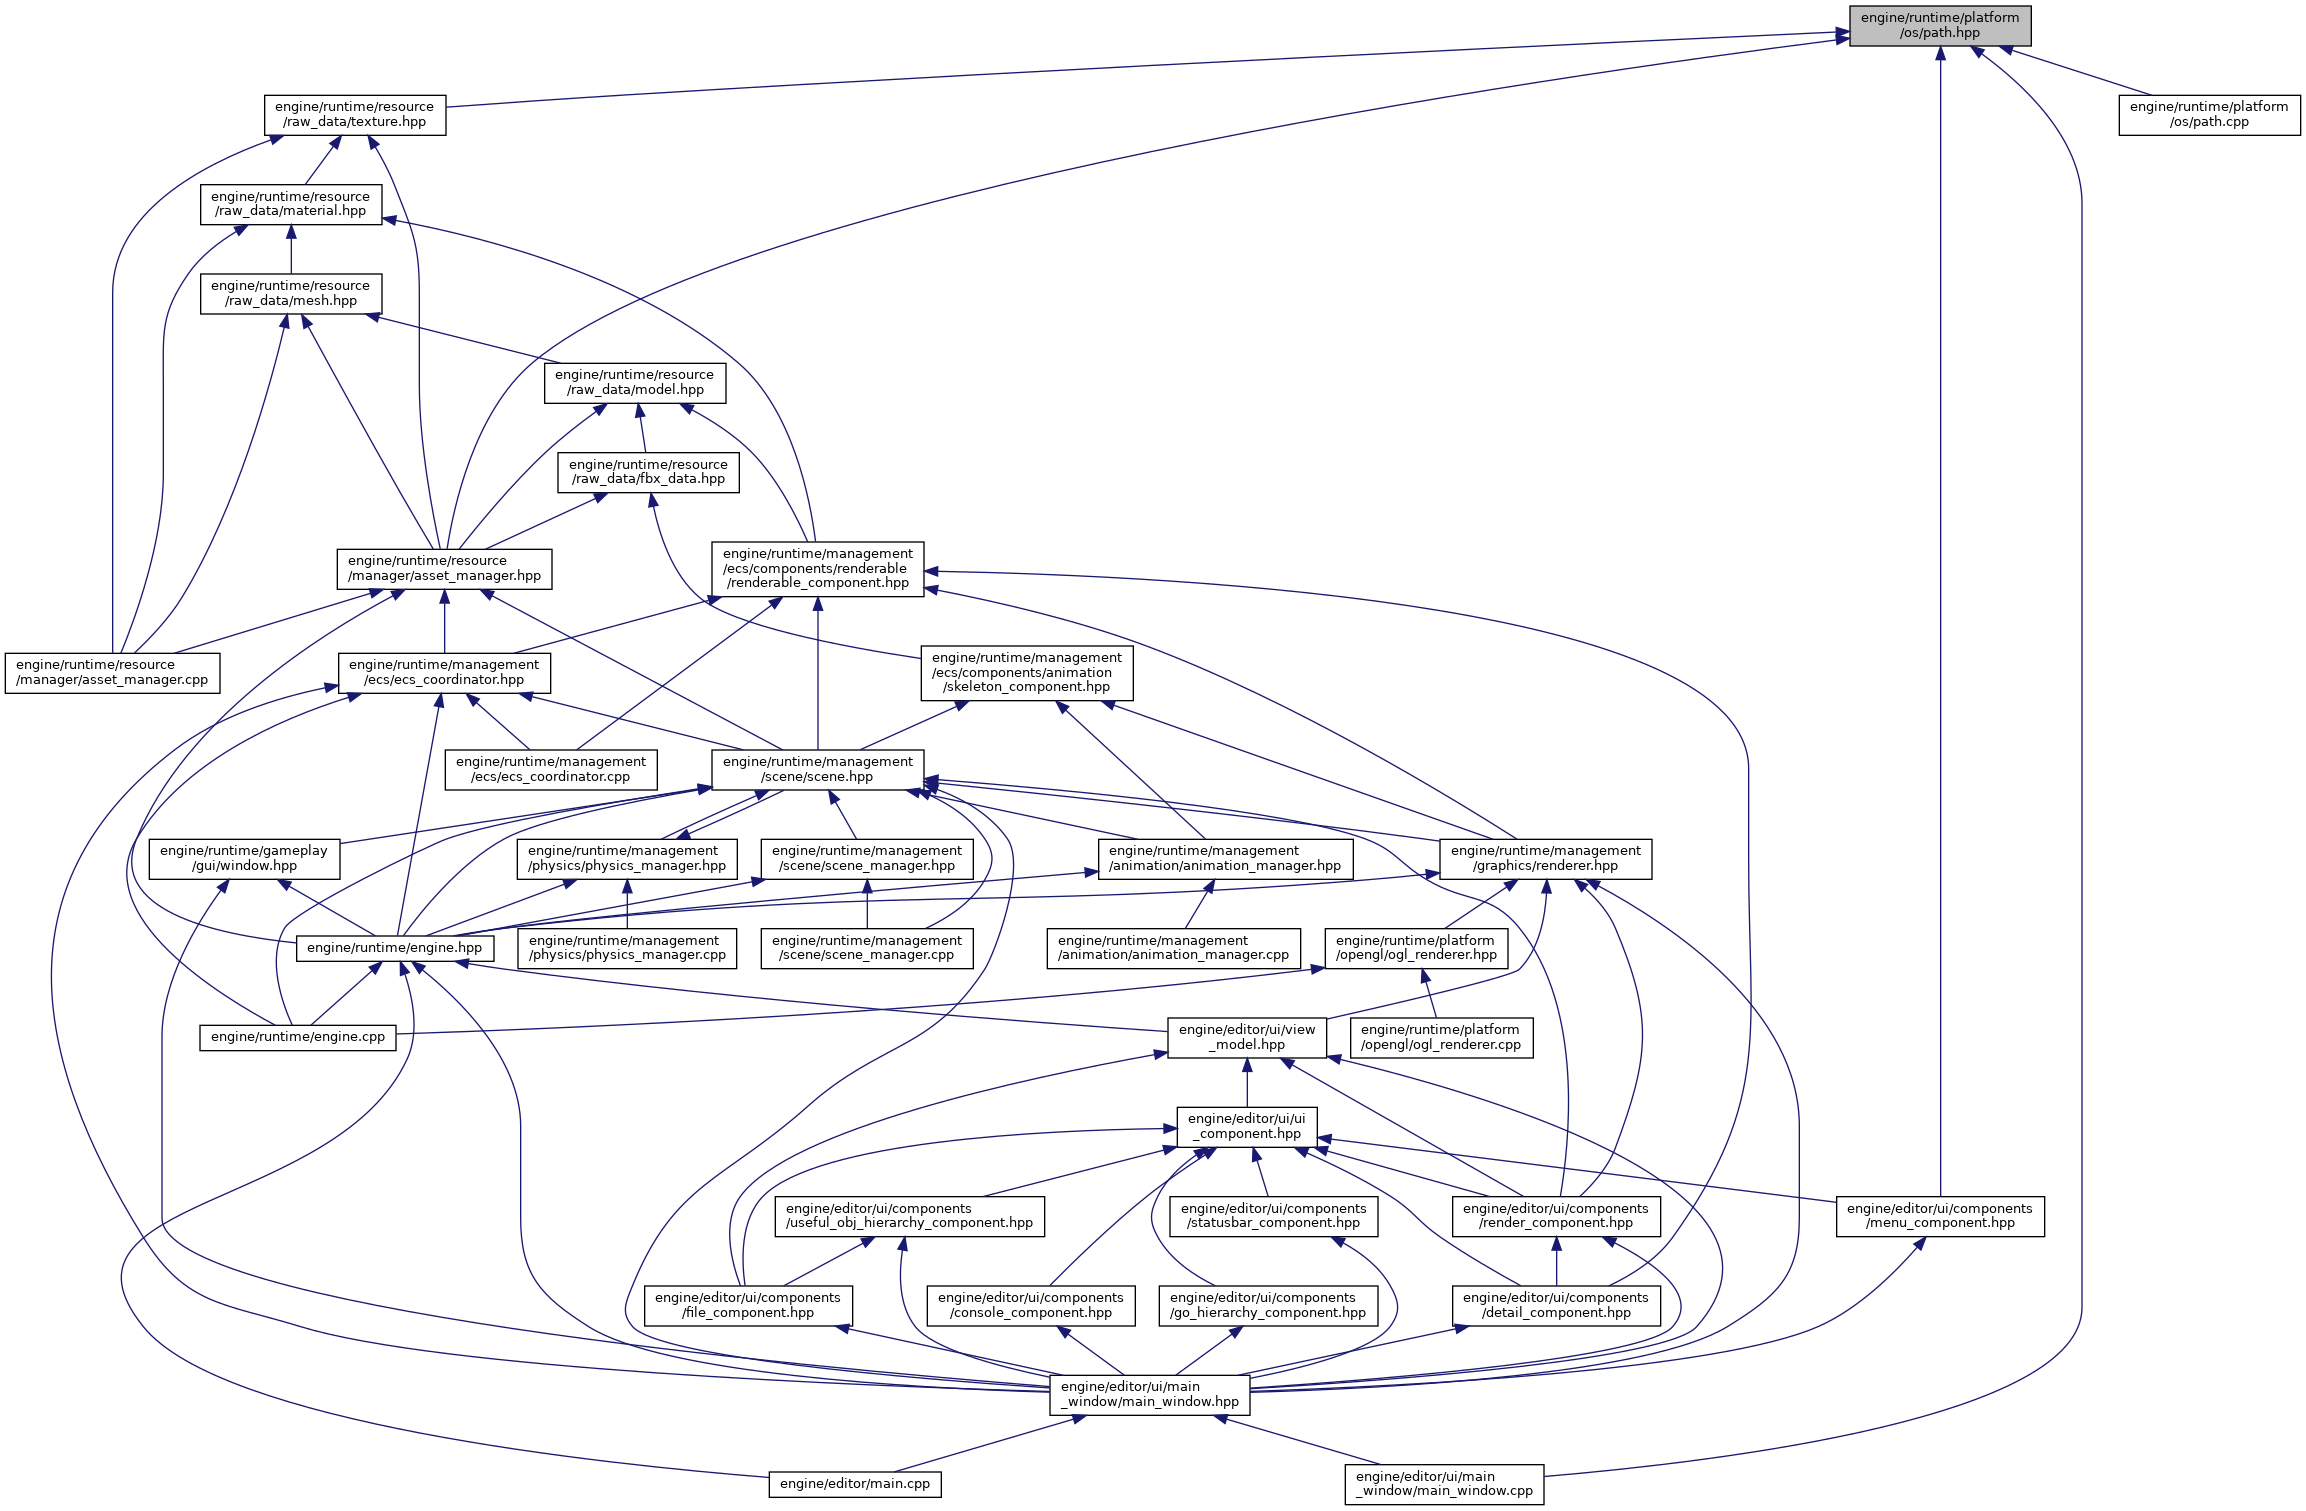 engine/runtime/platform
/os/path.hpp
engine/runtime/resource
/raw_data/texture.hpp
engine/runtime/platform
/os/path.cpp
engine/runtime/resource
/raw_data/material.hpp
engine/runtime/resource
/raw_data/mesh.hpp
engine/runtime/resource
/raw_data/model.hpp
engine/runtime/resource
/raw_data/fbx_data.hpp
engine/runtime/resource
/manager/asset_manager.hpp
engine/runtime/management
/ecs/components/renderable
/renderable_component.hpp
engine/runtime/resource
/manager/asset_manager.cpp
engine/runtime/management
/ecs/ecs_coordinator.hpp
engine/runtime/management
/ecs/components/animation
/skeleton_component.hpp
engine/runtime/management
/ecs/ecs_coordinator.cpp
engine/runtime/management
/scene/scene.hpp
engine/runtime/gameplay
/gui/window.hpp
engine/runtime/management
/physics/physics_manager.hpp
engine/runtime/management
/scene/scene_manager.hpp
engine/runtime/management
/animation/animation_manager.hpp
engine/runtime/management
/graphics/renderer.hpp
engine/runtime/engine.hpp
engine/runtime/management
/physics/physics_manager.cpp
engine/runtime/management
/scene/scene_manager.cpp
engine/runtime/management
/animation/animation_manager.cpp
engine/runtime/platform
/opengl/ogl_renderer.hpp
engine/runtime/engine.cpp
engine/editor/ui/view
_model.hpp
engine/runtime/platform
/opengl/ogl_renderer.cpp
engine/editor/ui/ui
_component.hpp
engine/editor/ui/components
/useful_obj_hierarchy_component.hpp
engine/editor/ui/components
/statusbar_component.hpp
engine/editor/ui/components
/render_component.hpp
engine/editor/ui/components
/menu_component.hpp
engine/editor/ui/components
/file_component.hpp
engine/editor/ui/components
/console_component.hpp
engine/editor/ui/components
/go_hierarchy_component.hpp
engine/editor/ui/components
/detail_component.hpp
engine/editor/ui/main
_window/main_window.hpp
engine/editor/main.cpp
engine/editor/ui/main
_window/main_window.cpp